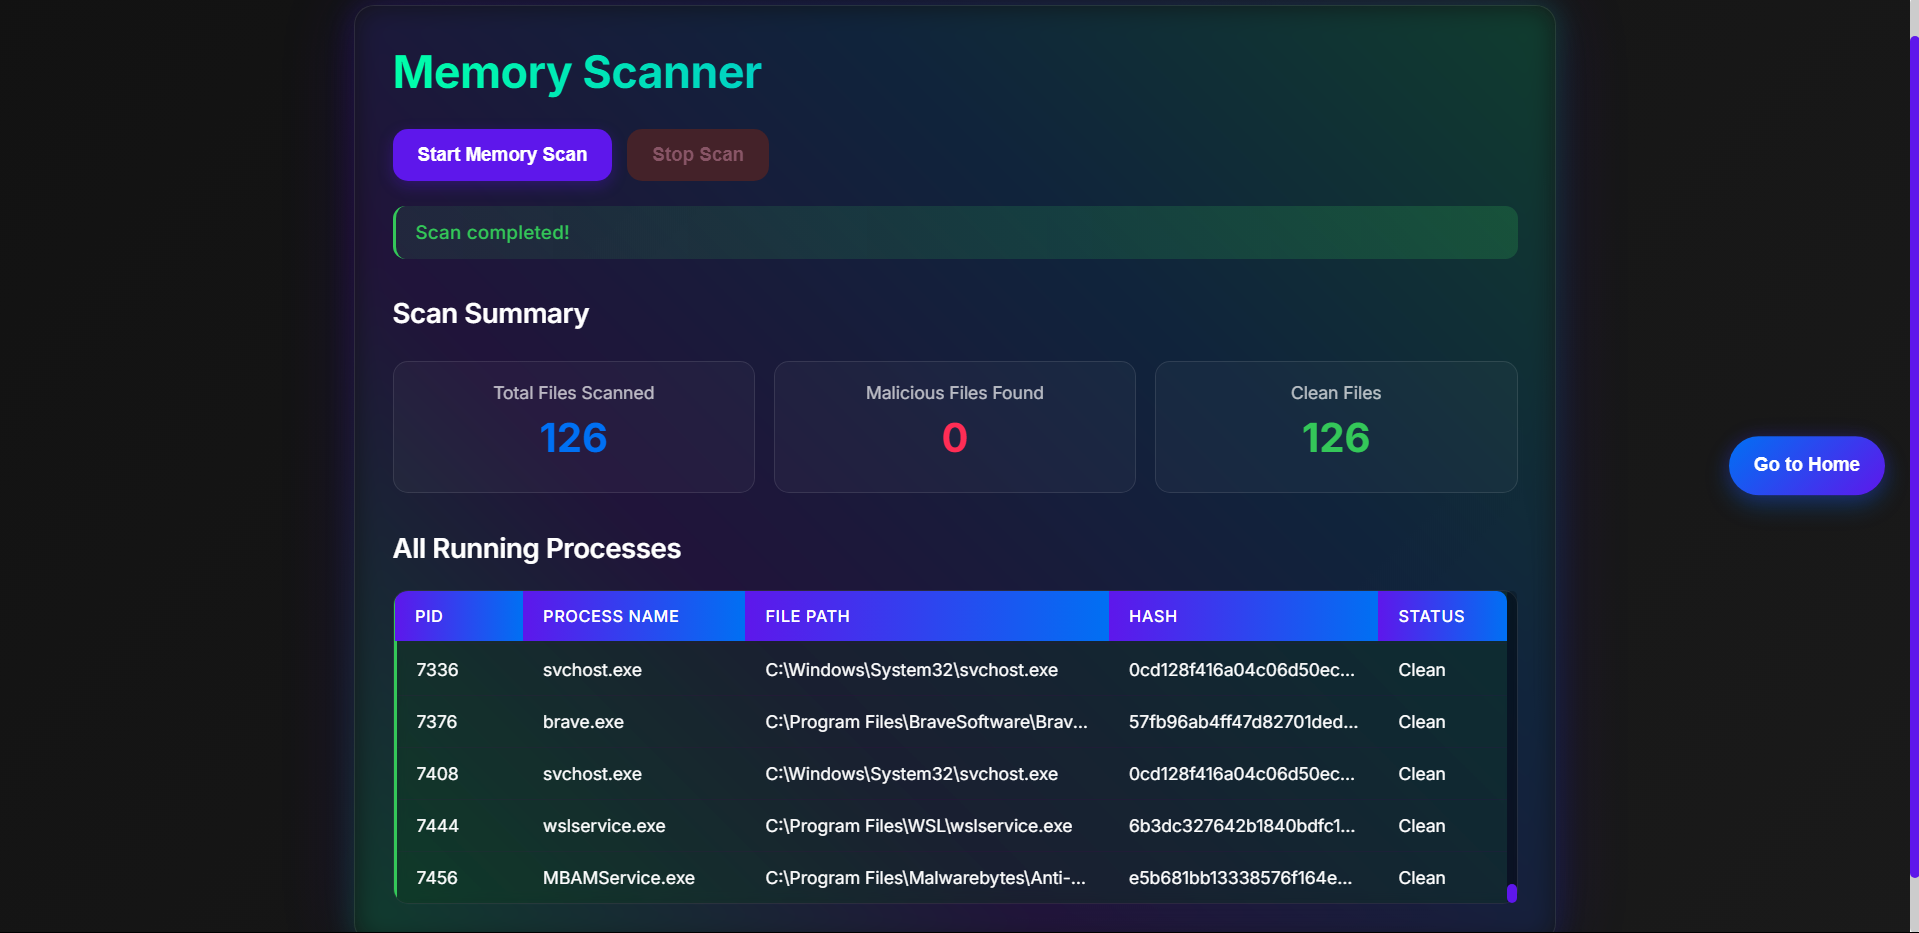 Memory Scanner
Start Memory Scan Stop Scan
Scan completed!
Scan Summary
Total Files Scanned Malicious Files Found Clean Files
126 0 126
Go to Home
All Running Processes
PID PROCESS NAME FILE PATH HASH STATUS
7336 svchost.exe C:\Windows\System32\svchost.exe 0cd128f416a04c06d50ec... Clean
7376 brave.exe C:\Program Files\BraveSoftware\Brav... 57fb96ab4ff47d82701ded... Clean
7408 svchost.exe C:\Windows\System32\svchost.exe 0cd128f416a04c06d50ec... Clean
7444 wslservice.exe C:\Program Files\WSL\wslservice.exe 6b3dc327642b1840bdfc1... Clean
7456 MBAMService.exe C:\Program Files\Malwarebytes\Anti-... e5b681bb13338576f164e... Clean